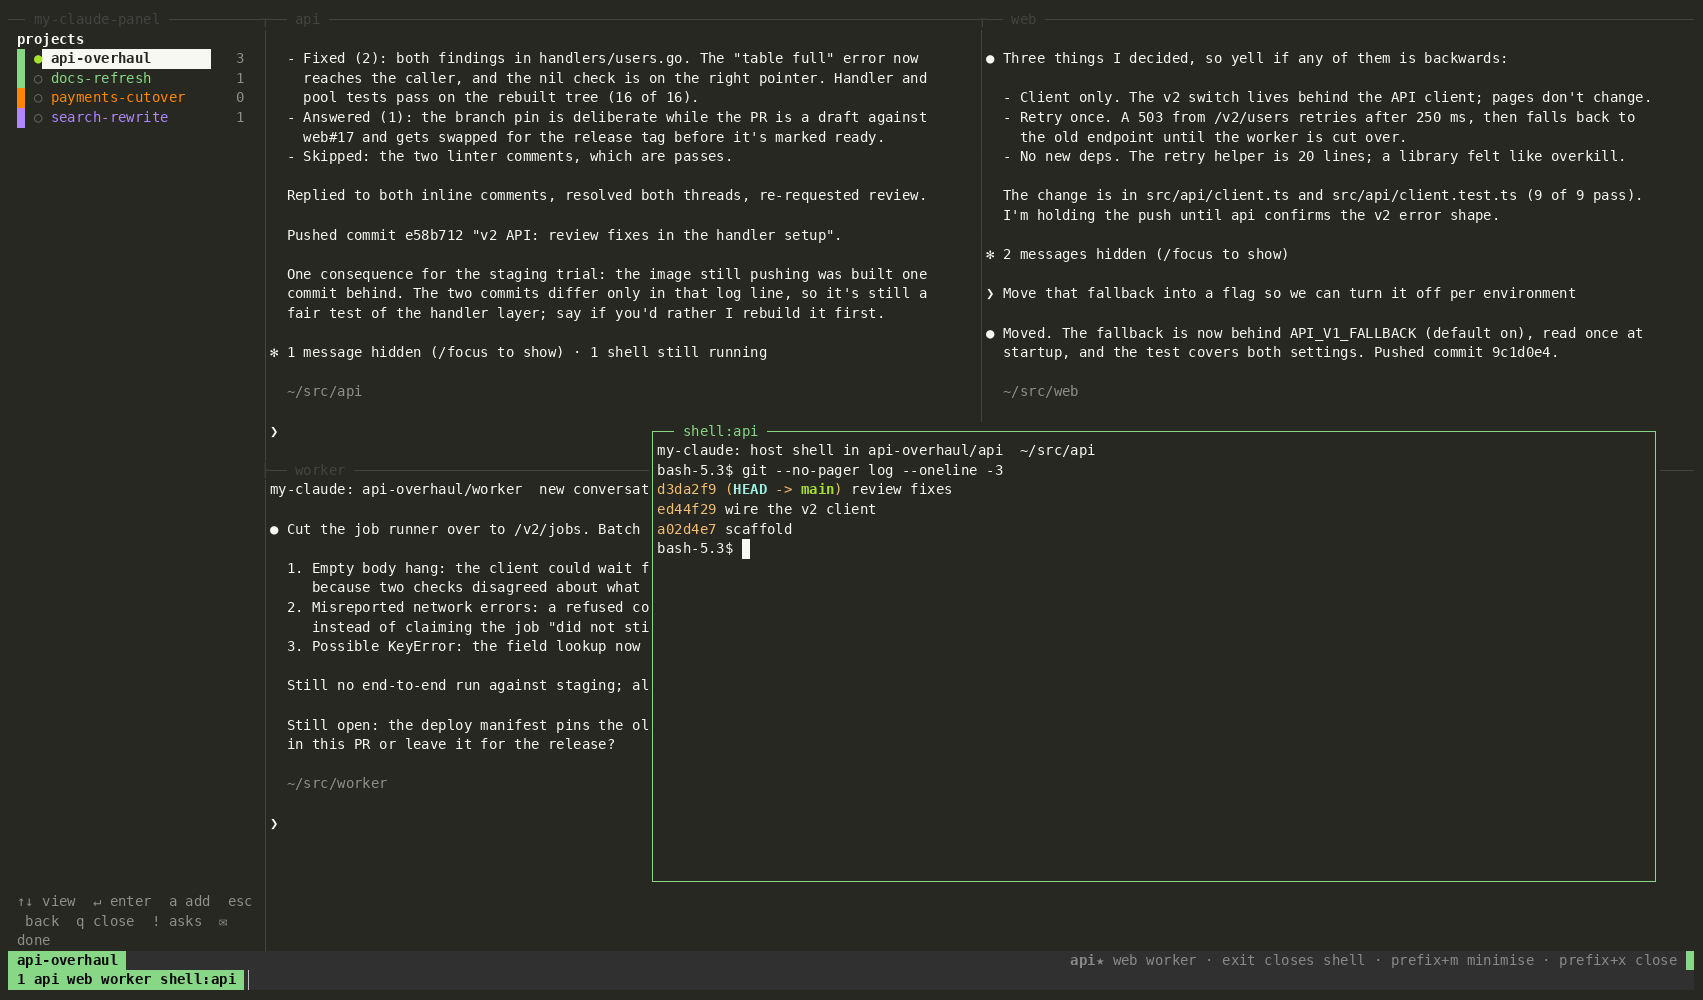 my-claude-panel
projects
● api-overhaul 3
○ docs-refresh 1
○ payments-cutover 0
○ search-rewrite 1
↑↓ view ↵ enter a add esc
back q close ! asks ✉
done
api
- Fixed (2): both findings in handlers/users.go. The "table full" error now
reaches the caller, and the nil check is on the right pointer. Handler and
pool tests pass on the rebuilt tree (16 of 16).
- Answered (1): the branch pin is deliberate while the PR is a draft against
web#17 and gets swapped for the release tag before it's marked ready.
- Skipped: the two linter comments, which are passes.
Replied to both inline comments, resolved both threads, re-requested review.
Pushed commit e58b712 "v2 API: review fixes in the handler setup".
One consequence for the staging trial: the image still pushing was built one
commit behind. The two commits differ only in that log line, so it's still a
fair test of the handler layer; say if you'd rather I rebuild it first.
✻ 1 message hidden (/focus to show) · 1 shell still running
~/src/api
❯
web
● Three things I decided, so yell if any of them is backwards:
- Client only. The v2 switch lives behind the API client; pages don't change.
- Retry once. A 503 from /v2/users retries after 250 ms, then falls back to
the old endpoint until the worker is cut over.
- No new deps. The retry helper is 20 lines; a library felt like overkill.
The change is in src/api/client.ts and src/api/client.test.ts (9 of 9 pass).
I'm holding the push until api confirms the v2 error shape.
✻ 2 messages hidden (/focus to show)
❯ Move that fallback into a flag so we can turn it off per environment
● Moved. The fallback is now behind API_V1_FALLBACK (default on), read once at
startup, and the test covers both settings. Pushed commit 9c1d0e4.
~/src/web
worker
my-claude: api-overhaul/worker new conversat
● Cut the job runner over to /v2/jobs. Batch
1. Empty body hang: the client could wait f
because two checks disagreed about what
2. Misreported network errors: a refused co
instead of claiming the job "did not sti
3. Possible KeyError: the field lookup now
Still no end-to-end run against staging; al
Still open: the deploy manifest pins the ol
in this PR or leave it for the release?
~/src/worker
❯
shell:api
my-claude: host shell in api-overhaul/api ~/src/api
bash-5.3$ git --no-pager log --oneline -3
d3da2f9 (HEAD -> main) review fixes
ed44f29 wire the v2 client
a02d4e7 scaffold
bash-5.3$
api-overhaul
api★ web worker · exit closes shell · prefix+m minimise · prefix+x close
1 api web worker shell:api